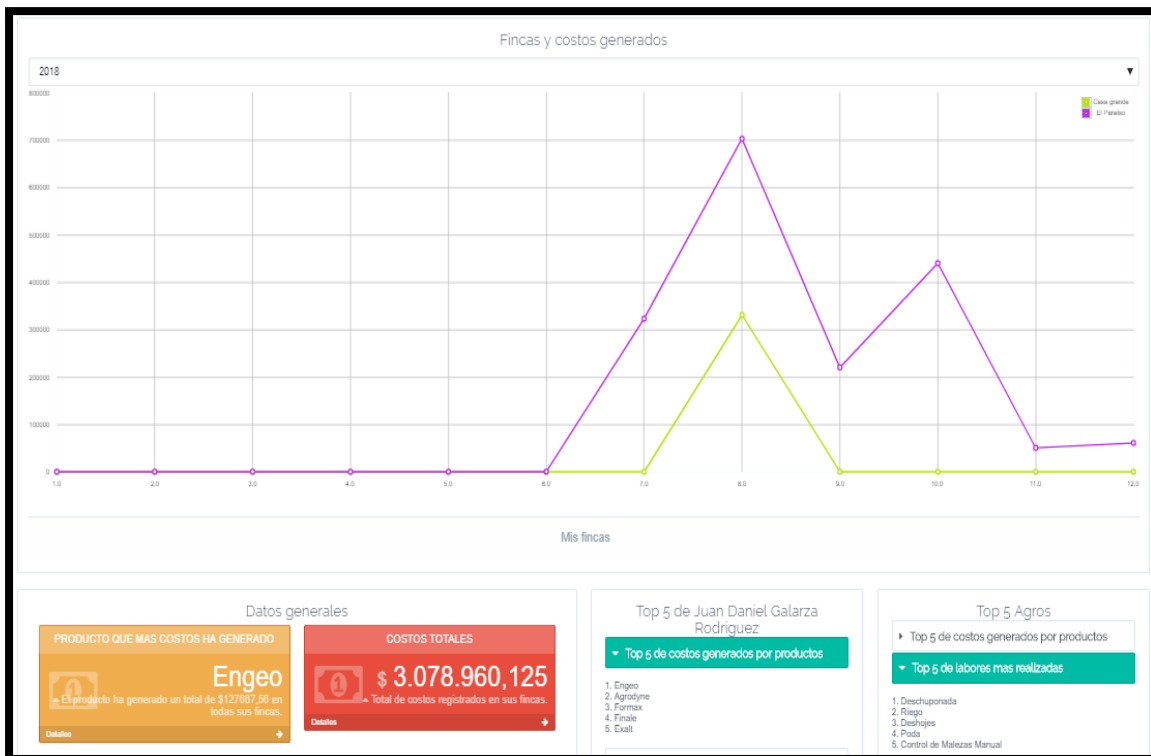 Fincas y costos generados
2018
▼
800000
700000
600000
500000
400000
300000
200000
100000
0
Casa grande
El Paraiso
1.0 2.0 3.0 4.0 5.0 6.0 7.0 8.0 9.0 10.0 11.0 12.0
Mis fincas
Datos generales
PRODUCTO QUE MAS COSTOS HA GENERADO
Engeo
El producto ha generado un total de $127667,56 en
todas sus fincas.
Detalles
COSTOS TOTALES
$ 3.078.960,125
Total de costos registrados en sus fincas.
Detalles
Top 5 de Juan Daniel Galarza
Rodriguez
Top 5 de costos generados por productos
1. Engeo
2. Agrodyne
3. Formax
4. Finale
5. Exalt
Top 5 Agros
Top 5 de costos generados por productos
Top 5 de labores mas realizadas
1. Deschuponada
2. Riego
3. Deshojes
4. Poda
5. Control de Malezas Manual